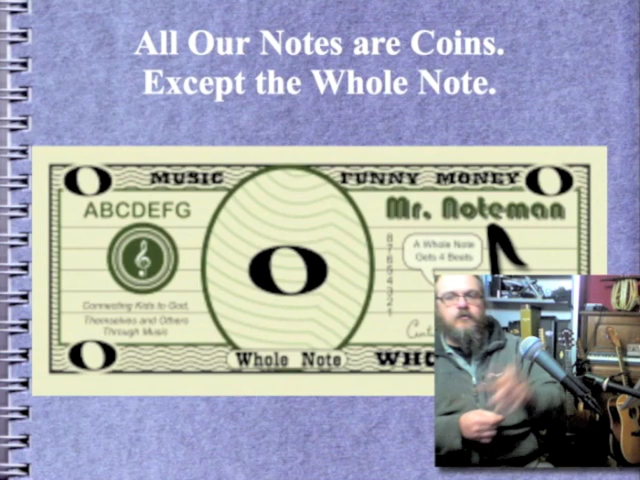 All Our Notes are Coins.
Except the Whole Note.
MUSIC FUNNY MONEY
ABCDEFG
Mr. Noteman
A Whole Note
Gets 4 Beats
8
7
6
5
4
3
2
1
Connecting Kids to God,
Themselves and Others
Through Music
Whole Note